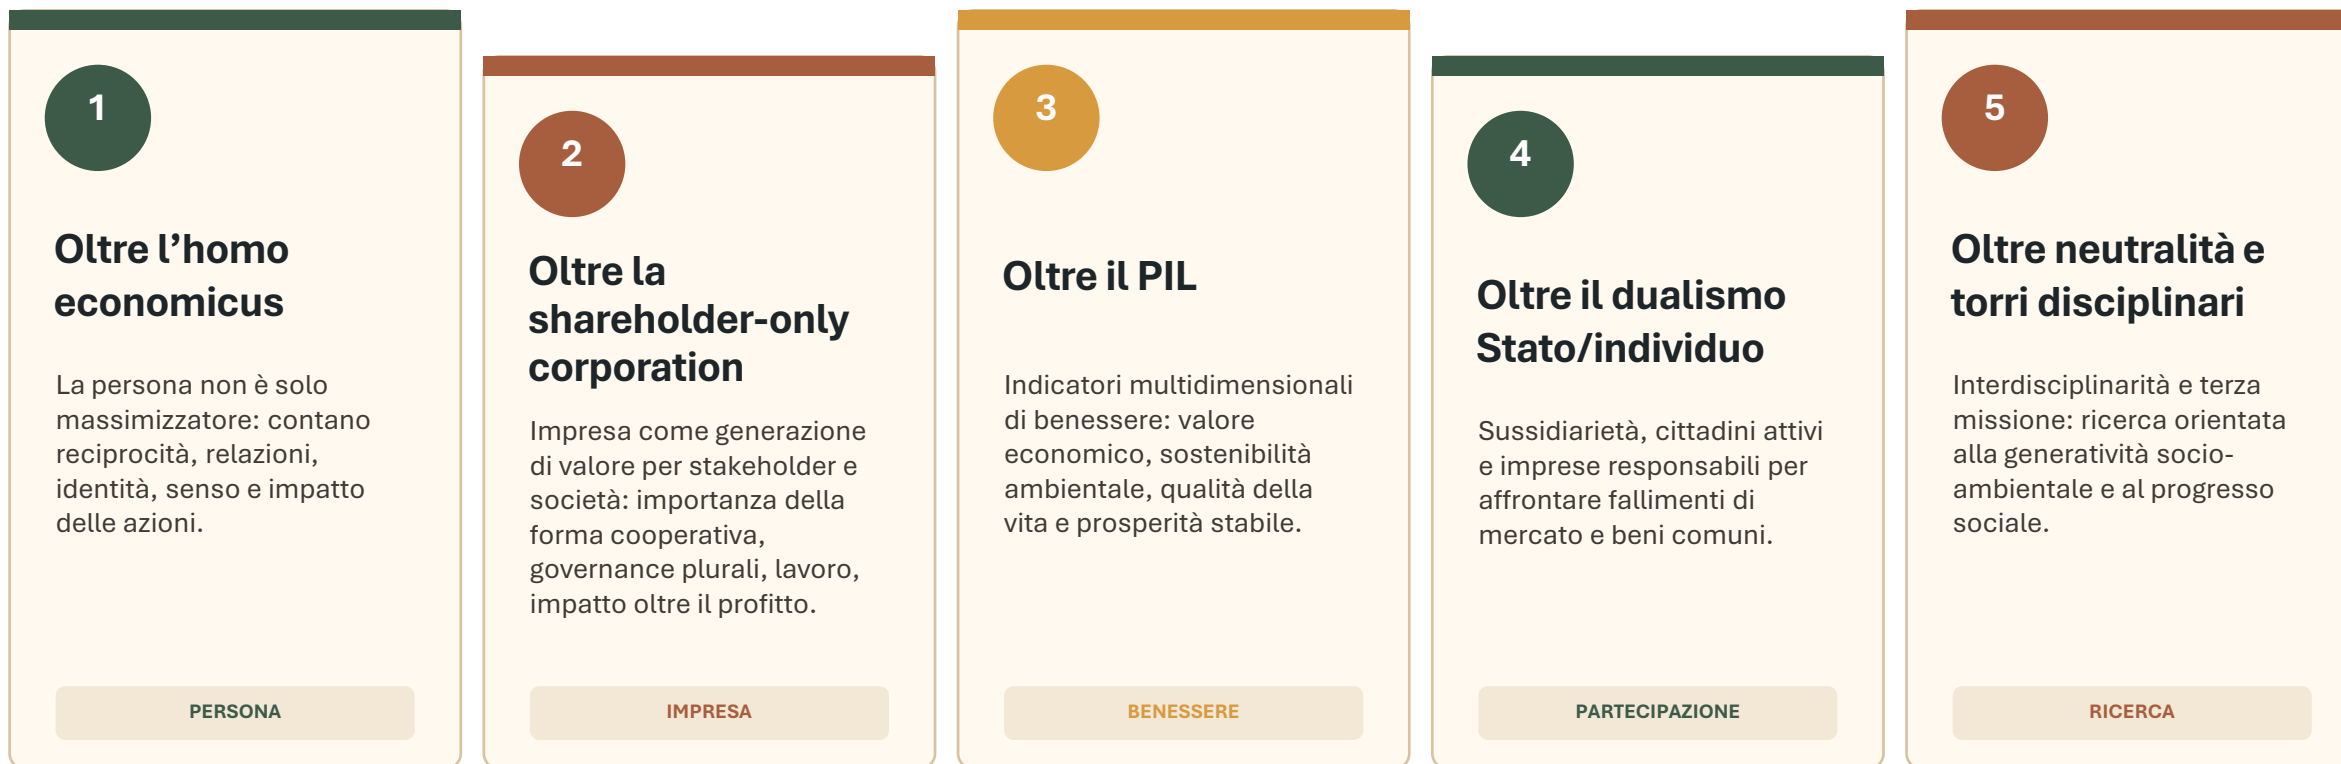 1
Oltre l’homo
economicus
La persona non è solo
massimizzatore: contano
reciprocità, relazioni,
identità, senso e impatto
delle azioni.
PERSONA
2
Oltre la
shareholder-only
corporation
Impresa come generazione
di valore per stakeholder e
società: importanza della
forma cooperativa,
governance plurali, lavoro,
impatto oltre il profitto.
IMPRESA
3
Oltre il PIL
Indicatori multidimensionali
di benessere: valore
economico, sostenibilità
ambientale, qualità della
vita e prosperità stabile.
BENESSERE
4
Oltre il dualismo
Stato/individuo
Sussidiarietà, cittadini attivi
e imprese responsabili per
affrontare fallimenti di
mercato e beni comuni.
PARTECIPAZIONE
5
Oltre neutralità e
torri disciplinari
Interdisciplinarità e terza
missione: ricerca orientata
alla generatività socio-
ambientale e al progresso
sociale.
RICERCA